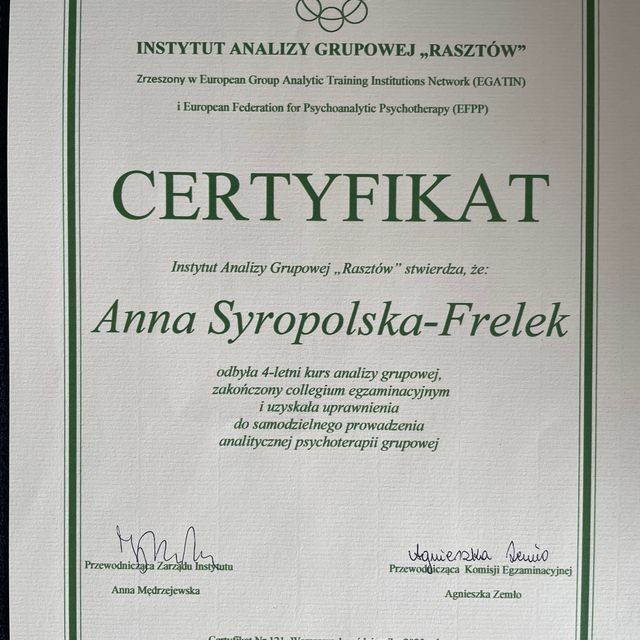 INSTYTUT ANALIZY GRUPOWEJ „RASZTÓW”
Zrzeszony w European Group Analytic Training Institutions Network (EGATIN)
i European Federation for Psychoanalytic Psychotherapy (EFPP)
CERTYFIKAT
Instytut Analizy Grupowej „Rasztów” stwierdza, że:
Anna Syropolska-Frelek
odbyła 4-letni kurs analizy grupowej,
zakończony collegium egzaminacyjnym
i uzyskała uprawnienia
do samodzielnego prowadzenia
analitycznej psychoterapii grupowej
Agnieszka Zemło
Przewodnicząca Zarządu Instytutu
Przewodnicząca Komisji Egzaminacyjnej
Anna Mędrzejewska
Agnieszka Zemło
Certyfikat Nr 121